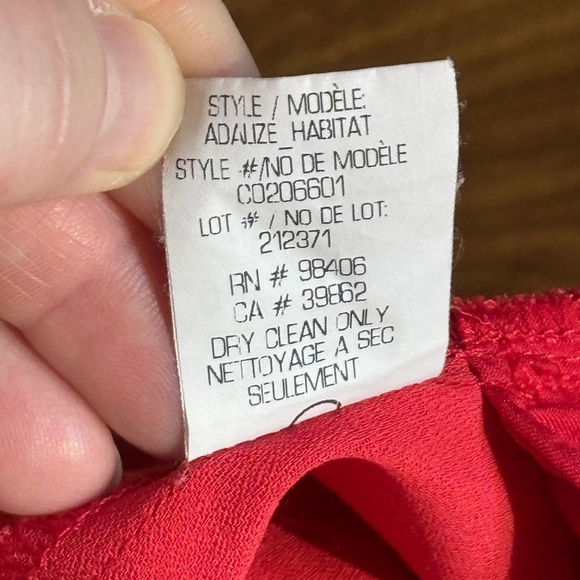 STYLE / MODÈLE:
ADALIZE_HABITAT
STYLE #/NO DE MODÈLE
C0206601
LOT # / NO DE LOT:
212371
RN # 98406
CA # 39862
DRY CLEAN ONLY
NETTOYAGE A SEC
SEULEMENT